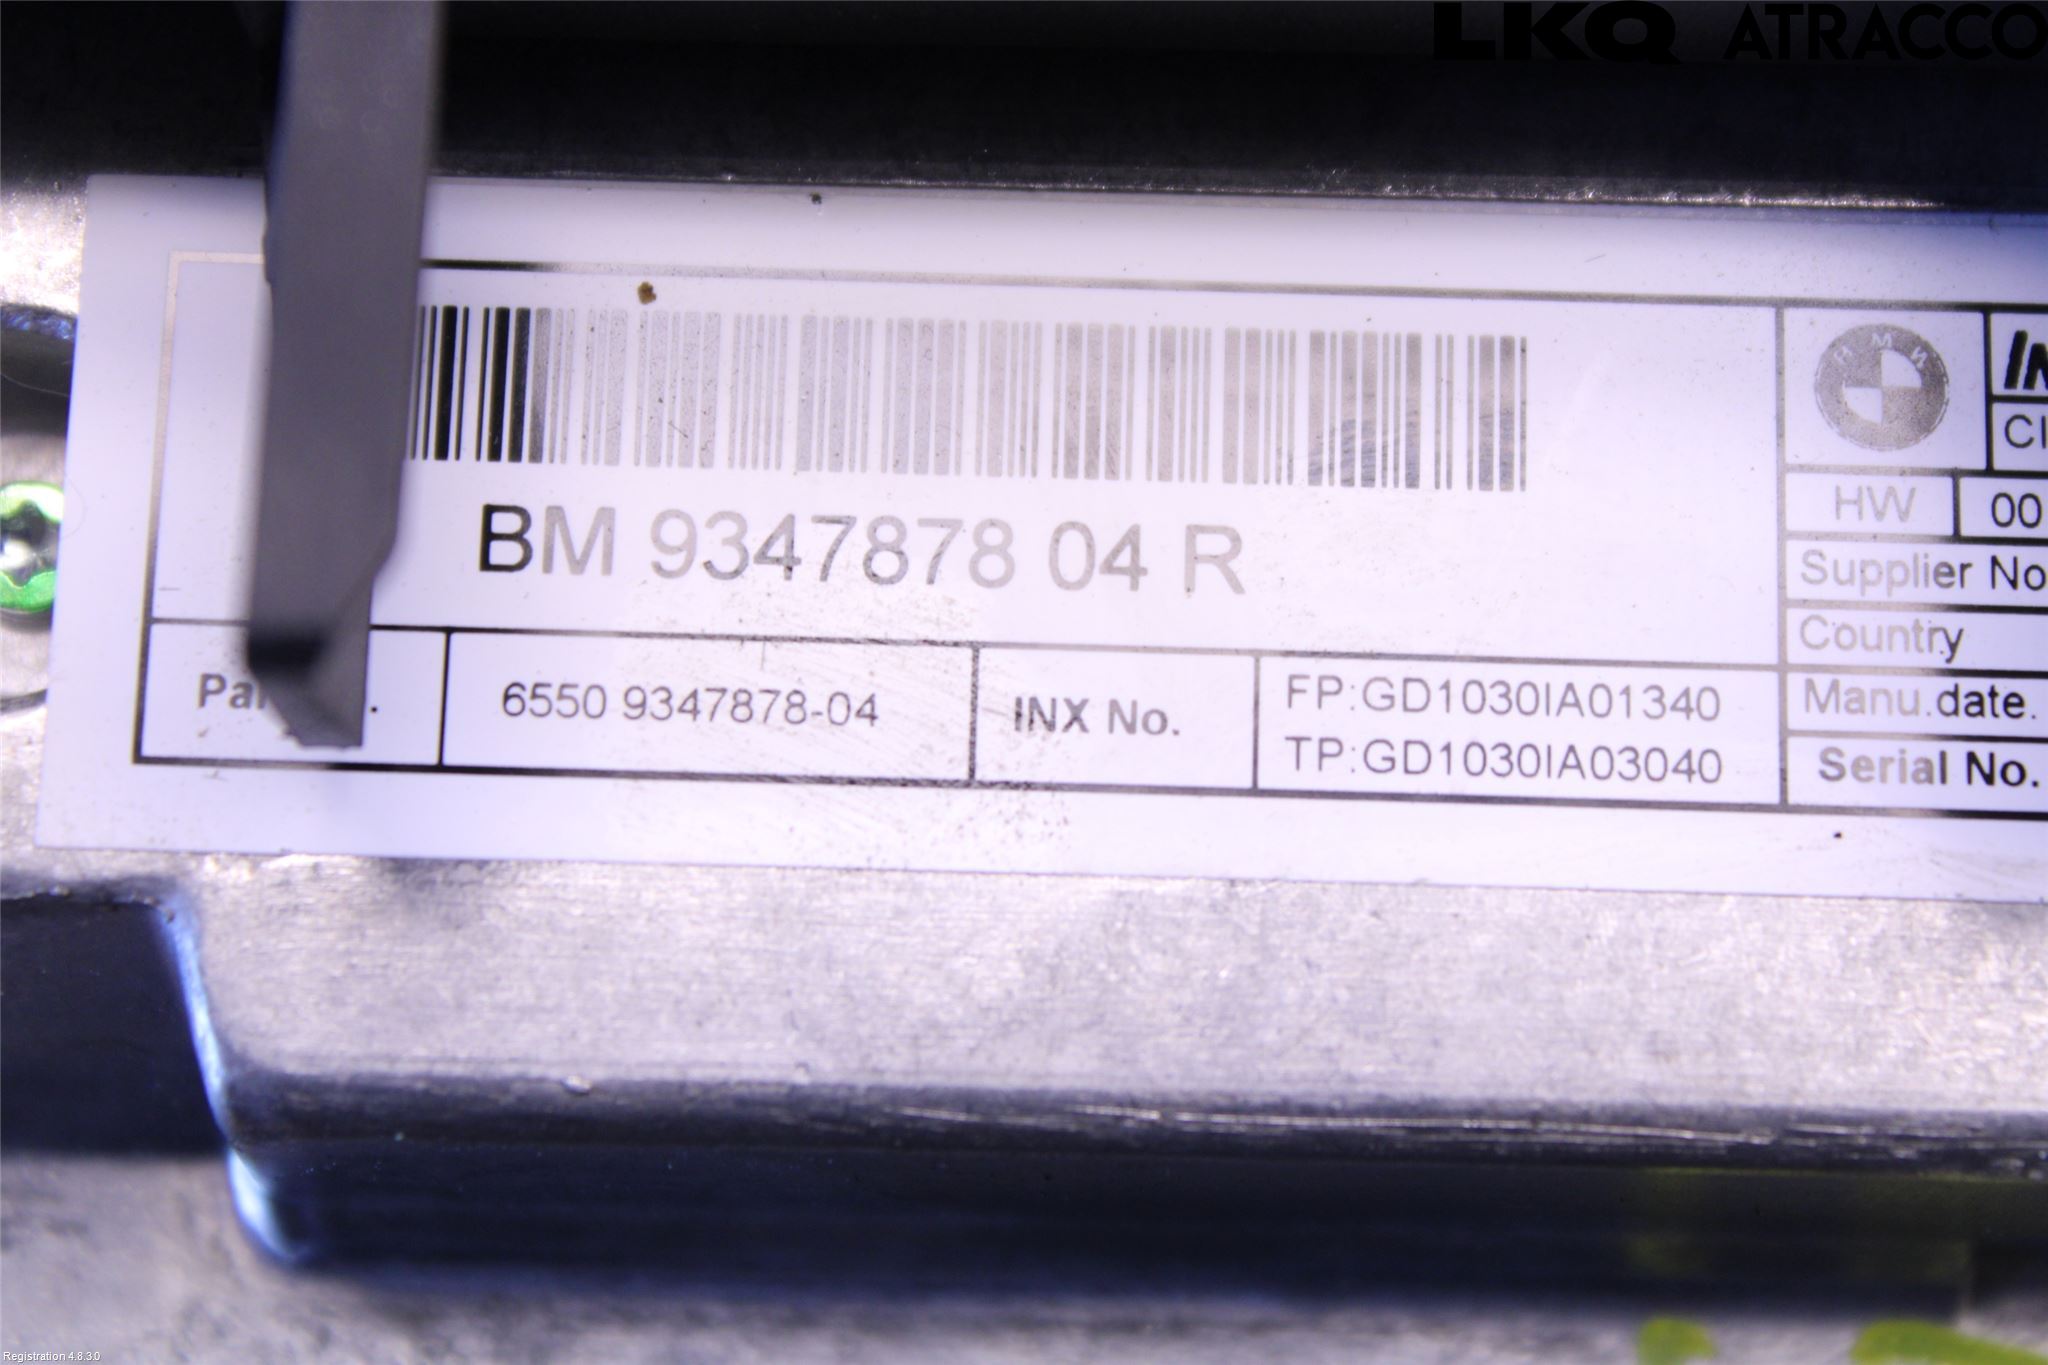 LKQ ATRACCO
BM 9347878 04 R
HW 00
Supplier No
Country
Manu.date.
6550 9347878-04
INX No.
FP:GD1030IA01340
TP:GD1030IA03040
Serial No.
Registration 4.8.3.0